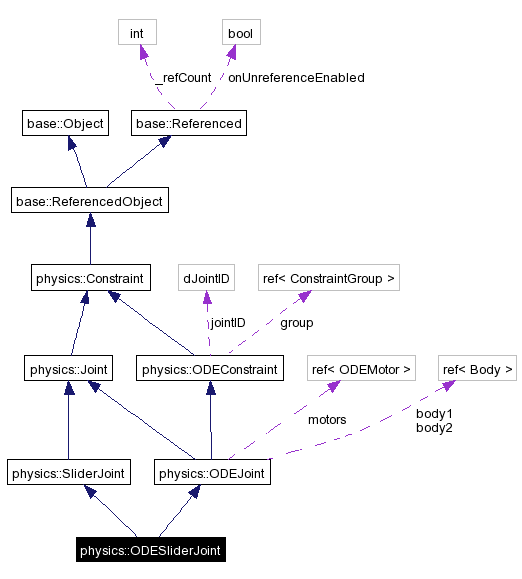 int
bool
_refCount
onUnreferenceEnabled
base::Object
base::Referenced
base::ReferencedObject
physics::Constraint
dJointID
ref< ConstraintGroup >
jointID
group
physics::Joint
physics::ODEConstraint
ref< ODEMotor >
ref< Body >
motors
body1
body2
physics::SliderJoint
physics::ODEJoint
physics::ODESliderJoint